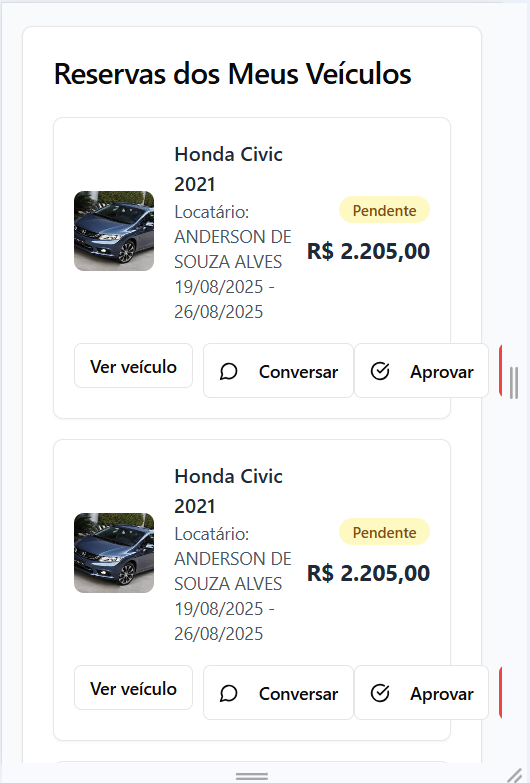 Reservas dos Meus Veículos
Honda Civic
2021
Locatário:
ANDERSON DE
SOUZA ALVES
19/08/2025 -
26/08/2025
Pendente
R$ 2.205,00
Ver veículo
Conversar
Aprovar
Honda Civic
2021
Locatário:
ANDERSON DE
SOUZA ALVES
19/08/2025 -
26/08/2025
Pendente
R$ 2.205,00
Ver veículo
Conversar
Aprovar